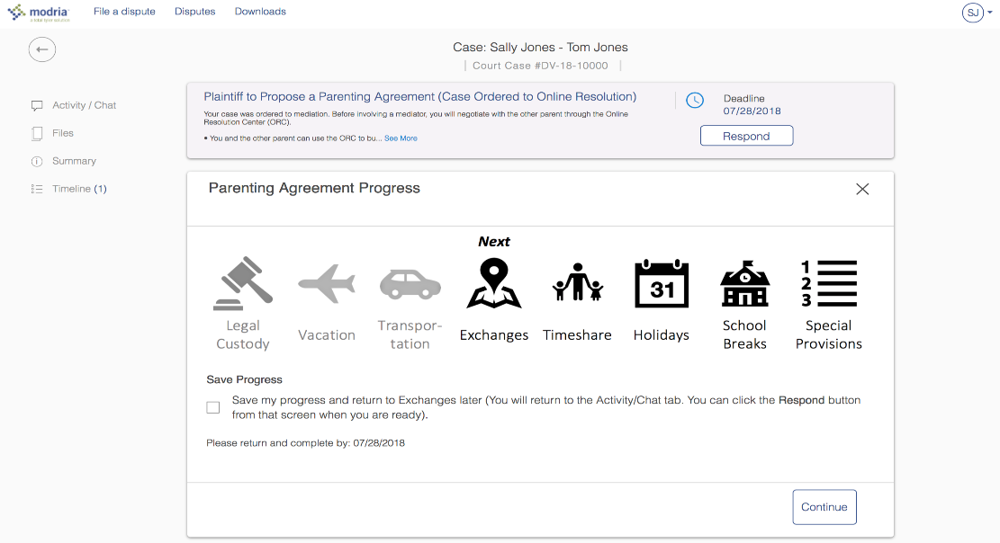 modria
a tyler solution
File a dispute
Disputes
Downloads
SJ
Case: Sally Jones - Tom Jones
| Court Case #DV-18-10000 |
Activity / Chat
Files
Summary
Timeline (1)
Plaintiff to Propose a Parenting Agreement (Case Ordered to Online Resolution)
Your case was ordered to mediation. Before involving a mediator, you will negotiate with the other parent through the Online
Resolution Center (ORC).
• You and the other parent can use the ORC to bu... See More
Deadline
07/28/2018
Respond
Parenting Agreement Progress
Next
Legal
Custody
Vacation
Transpor-
tation
Exchanges
Timeshare
31
Holidays
School
Breaks
1
2
3
Special
Provisions
Save Progress
Save my progress and return to Exchanges later (You will return to the Activity/Chat tab. You can click the Respond button
from that screen when you are ready).
Please return and complete by: 07/28/2018
Continue